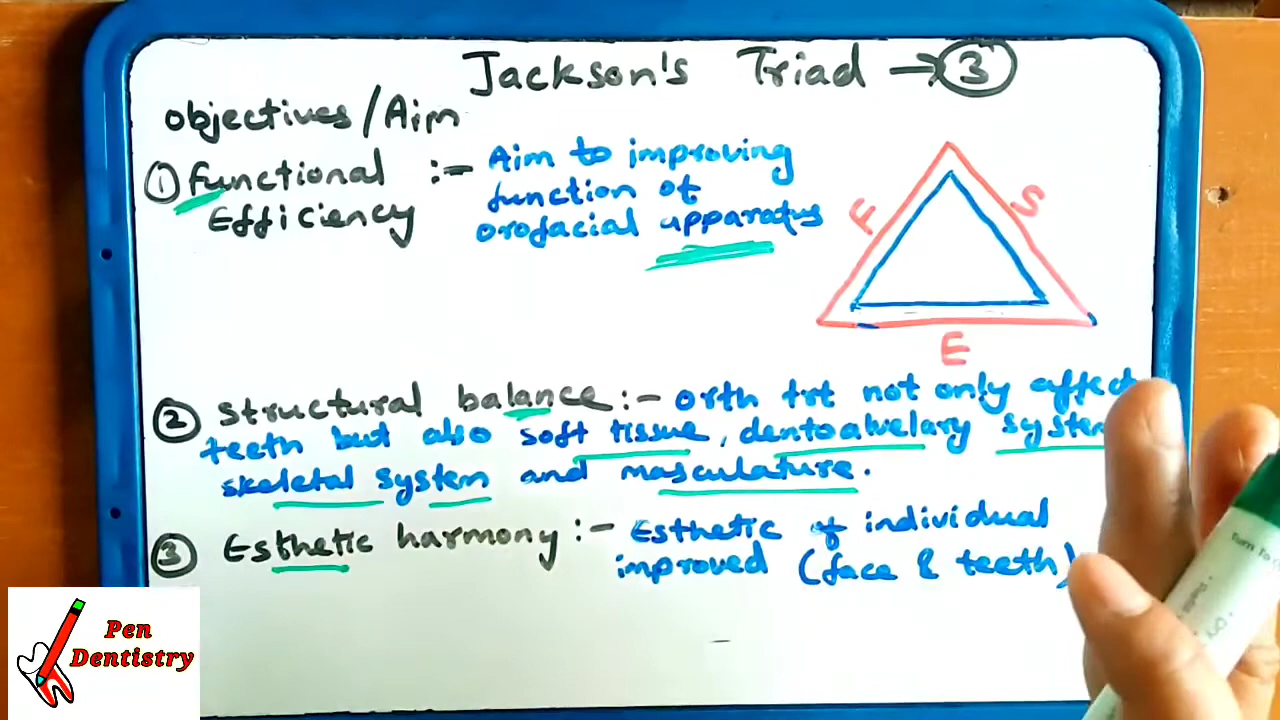 Jackson's Triad → 3
objectives/Aim
① functional :- Aim to improving
Efficiency function of
orofacial apparatus
F
S
E
② structural balance :- orth trt not only affect
teeth but also soft tissue, dentoalvelary system
skeletal system and masculature.
③ Esthetic harmony :- Esthetic of individual
improved (face & teeth)
Pen
Dentistry